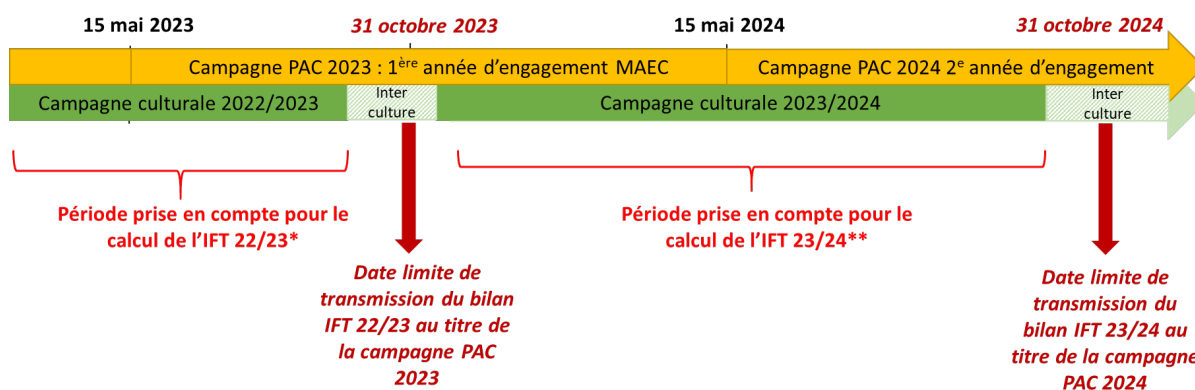 15 mai 2023
31 octobre 2023
15 mai 2024
31 octobre 2024
Campagne PAC 2023 : 1ère année d’engagement MAEC
Campagne PAC 2024 2e année d’engagement
Campagne culturale 2022/2023
Inter
culture
Campagne culturale 2023/2024
Inter
culture
Période prise en compte pour le
calcul de l’IFT 22/23*
Période prise en compte pour le
calcul de l’IFT 23/24**
Date limite de
transmission du bilan
IFT 22/23 au titre de
la campagne PAC
2023
Date limite de
transmission du
bilan IFT 23/24 au
titre de la campagne
PAC 2024